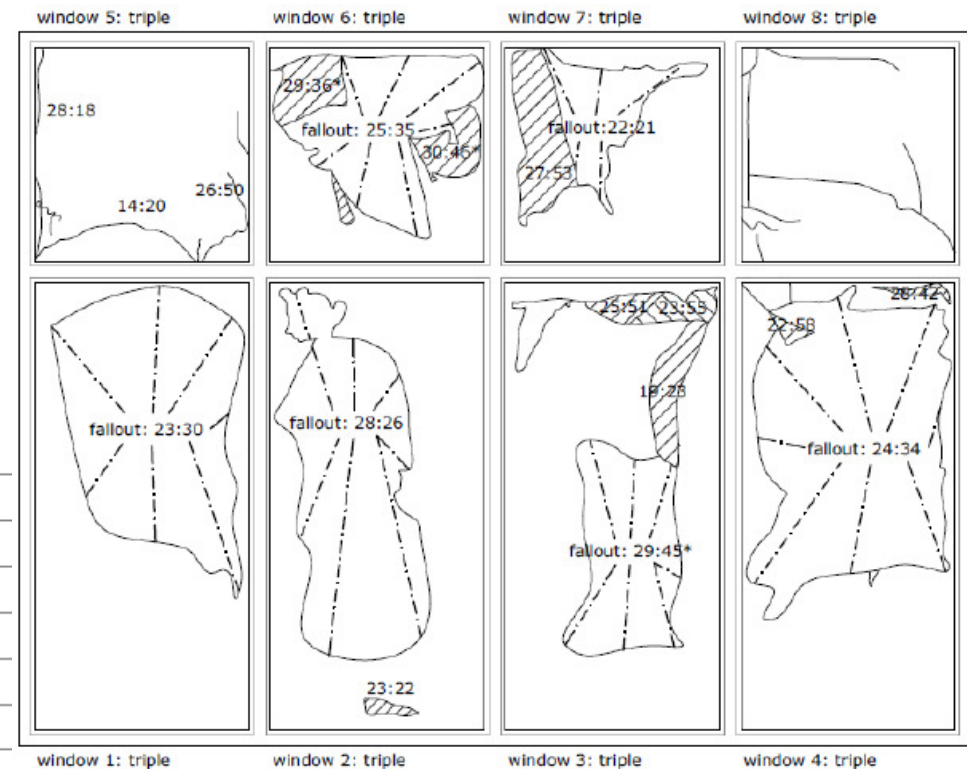 window 5: triple
window 6: triple
window 7: triple
window 8: triple
28:18
14:20
26:50
29:36*
fallout: 25:35
30:46*
fallout:22:21
27:53
fallout: 23:30
fallout: 28:26
23:22
25:51
23:55
19:23
fallout: 29:45*
28:42
22:58
fallout: 24:34
window 1: triple
window 2: triple
window 3: triple
window 4: triple